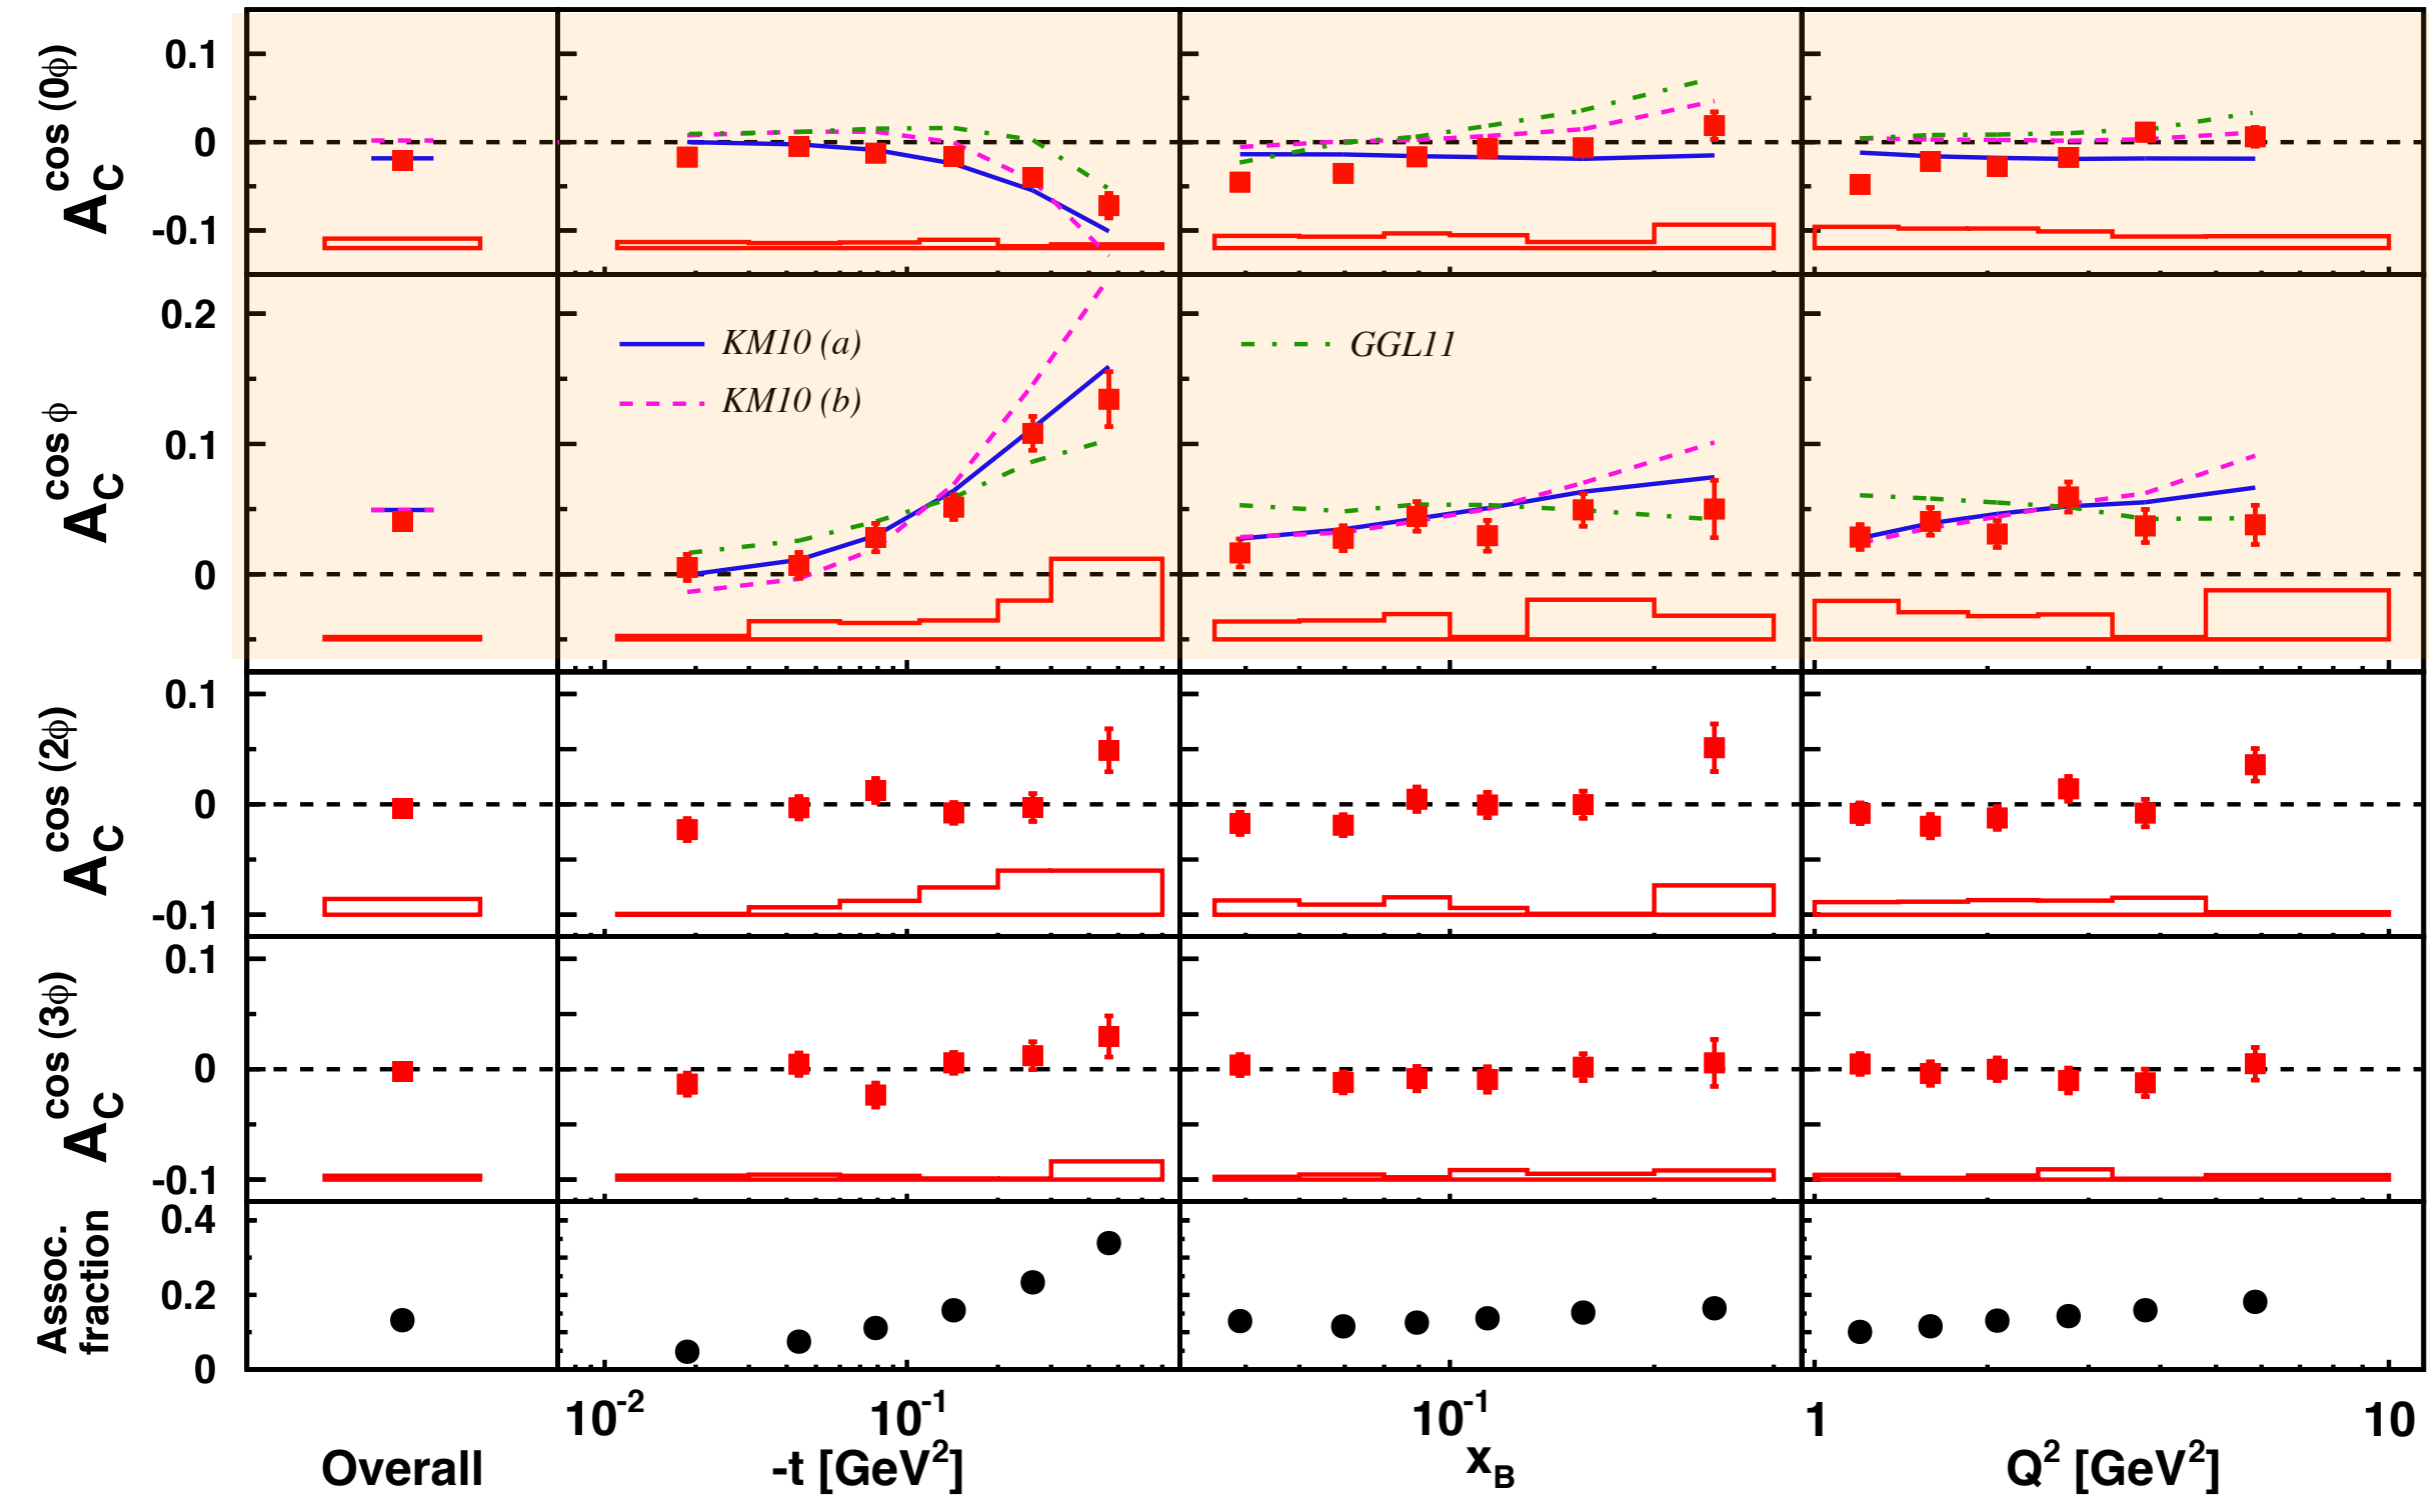 A_C^cos (0ϕ)
0.1
0
-0.1
A_C^cos ϕ
0.2
0.1
0
KM10 (a)
KM10 (b)
GGL11
A_C^cos (2ϕ)
0.1
0
-0.1
A_C^cos (3ϕ)
0.1
0
-0.1
Assoc.
fraction
0.4
0.2
0
10^-2 10^-1 10^-1 1 10
Overall -t [GeV^2] x_B Q^2 [GeV^2]